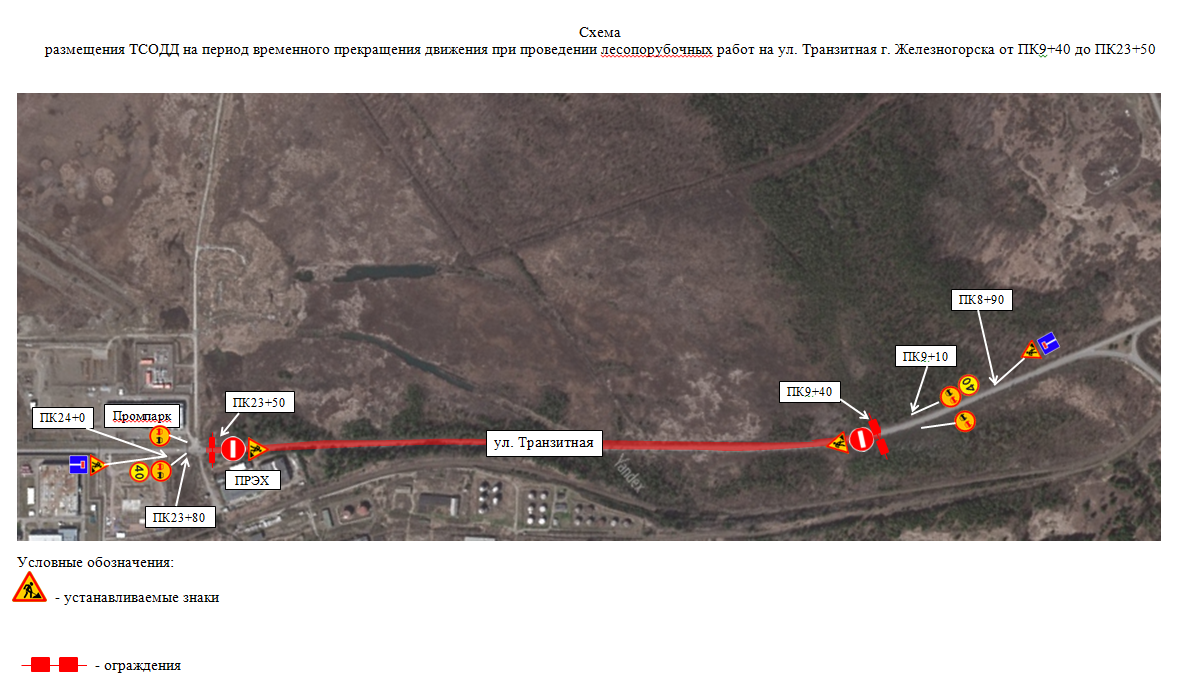 Схема
размещения ТСОДД на период временного прекращения движения при проведении лесопорубочных работ на ул. Транзитная г. Железногорска от ПК9+40 до ПК23+50
ПК8+90
ПК9+10
ПК9+40
40
ПК23+50
Промпарк
ПК24+0
ул. Транзитная
Yandex
40
ПРЭХ
ПК23+80
Условные обозначения:
- устанавливаемые знаки
- ограждения